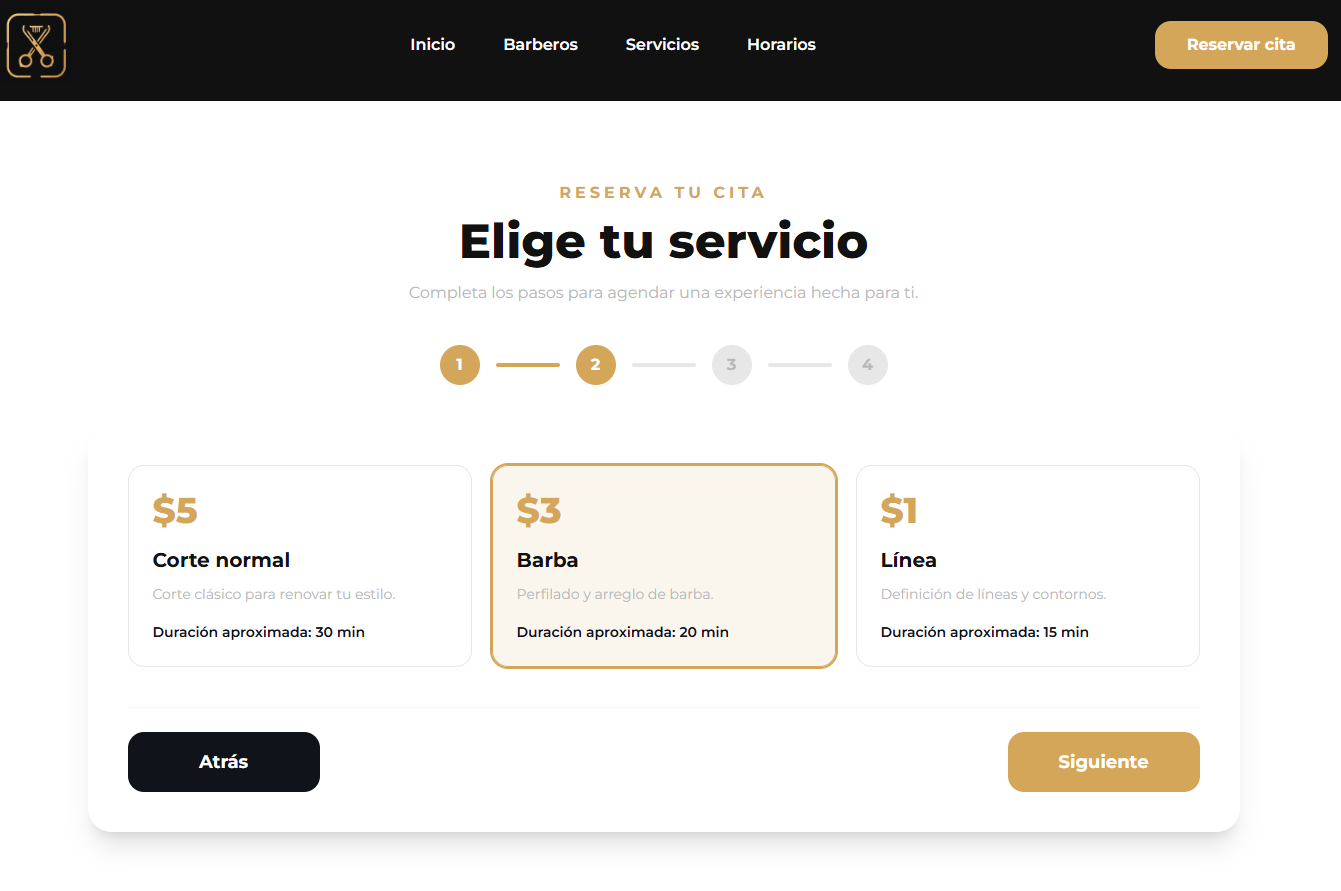 Inicio
Barberos
Servicios
Horarios
Reservar cita
RESERVA TU CITA
Elige tu servicio
Completa los pasos para agendar una experiencia hecha para ti.
1
2
3
4
$5
Corte normal
Corte clásico para renovar tu estilo.
Duración aproximada: 30 min
$3
Barba
Perfilado y arreglo de barba.
Duración aproximada: 20 min
$1
Línea
Definición de líneas y contornos.
Duración aproximada: 15 min
Atrás
Siguiente